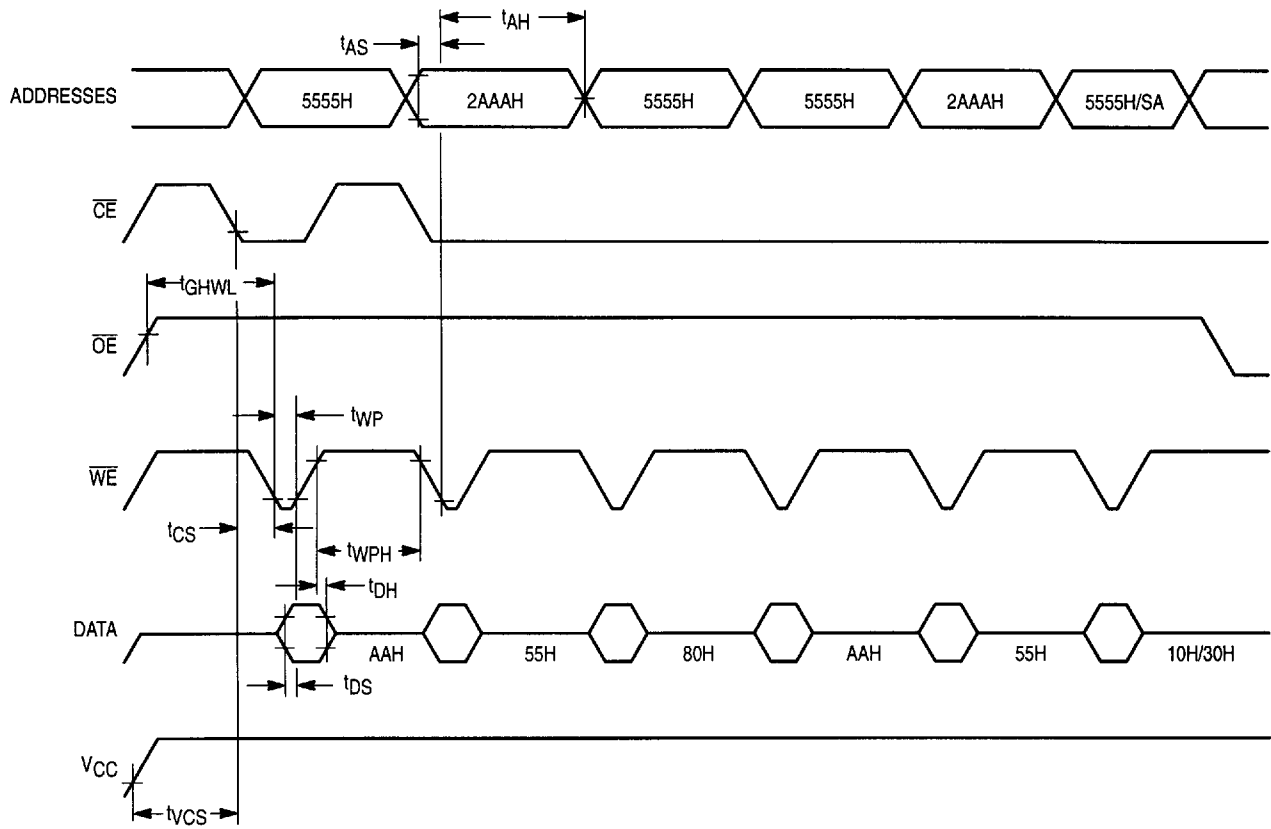 tAH
tAS
ADDRESSES 5555H 2AAAH 5555H 5555H 2AAAH 5555H/SA
CE
tGHWL
OE
tWP
WE
tCS
tWPH
tDH
DATA
AAH 55H 80H AAH 55H 10H/30H
tDS
VCC
tVCS